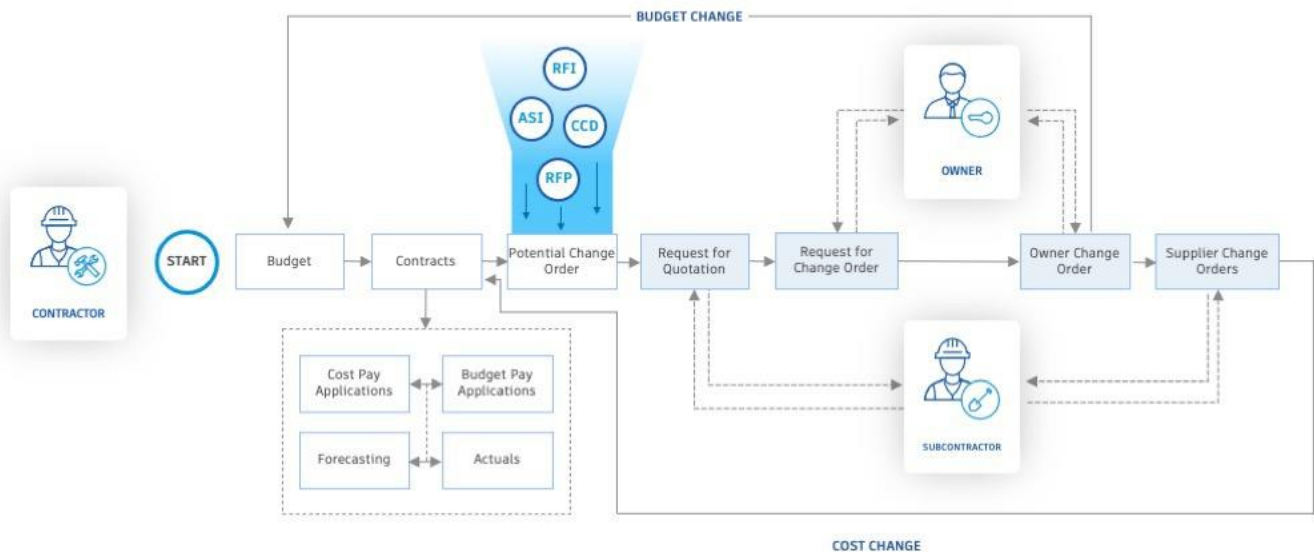 BUDGET CHANGE
RFI
ASI
CCD
RFP
OWNER
CONTRACTOR
START
Budget
Contracts
Potential Change
Order
Request for
Quotation
Request for
Change Order
Owner Change
Order
Supplier Change
Orders
Cost Pay
Applications
Budget Pay
Applications
Forecasting
Actuals
SUBCONTRACTOR
COST CHANGE